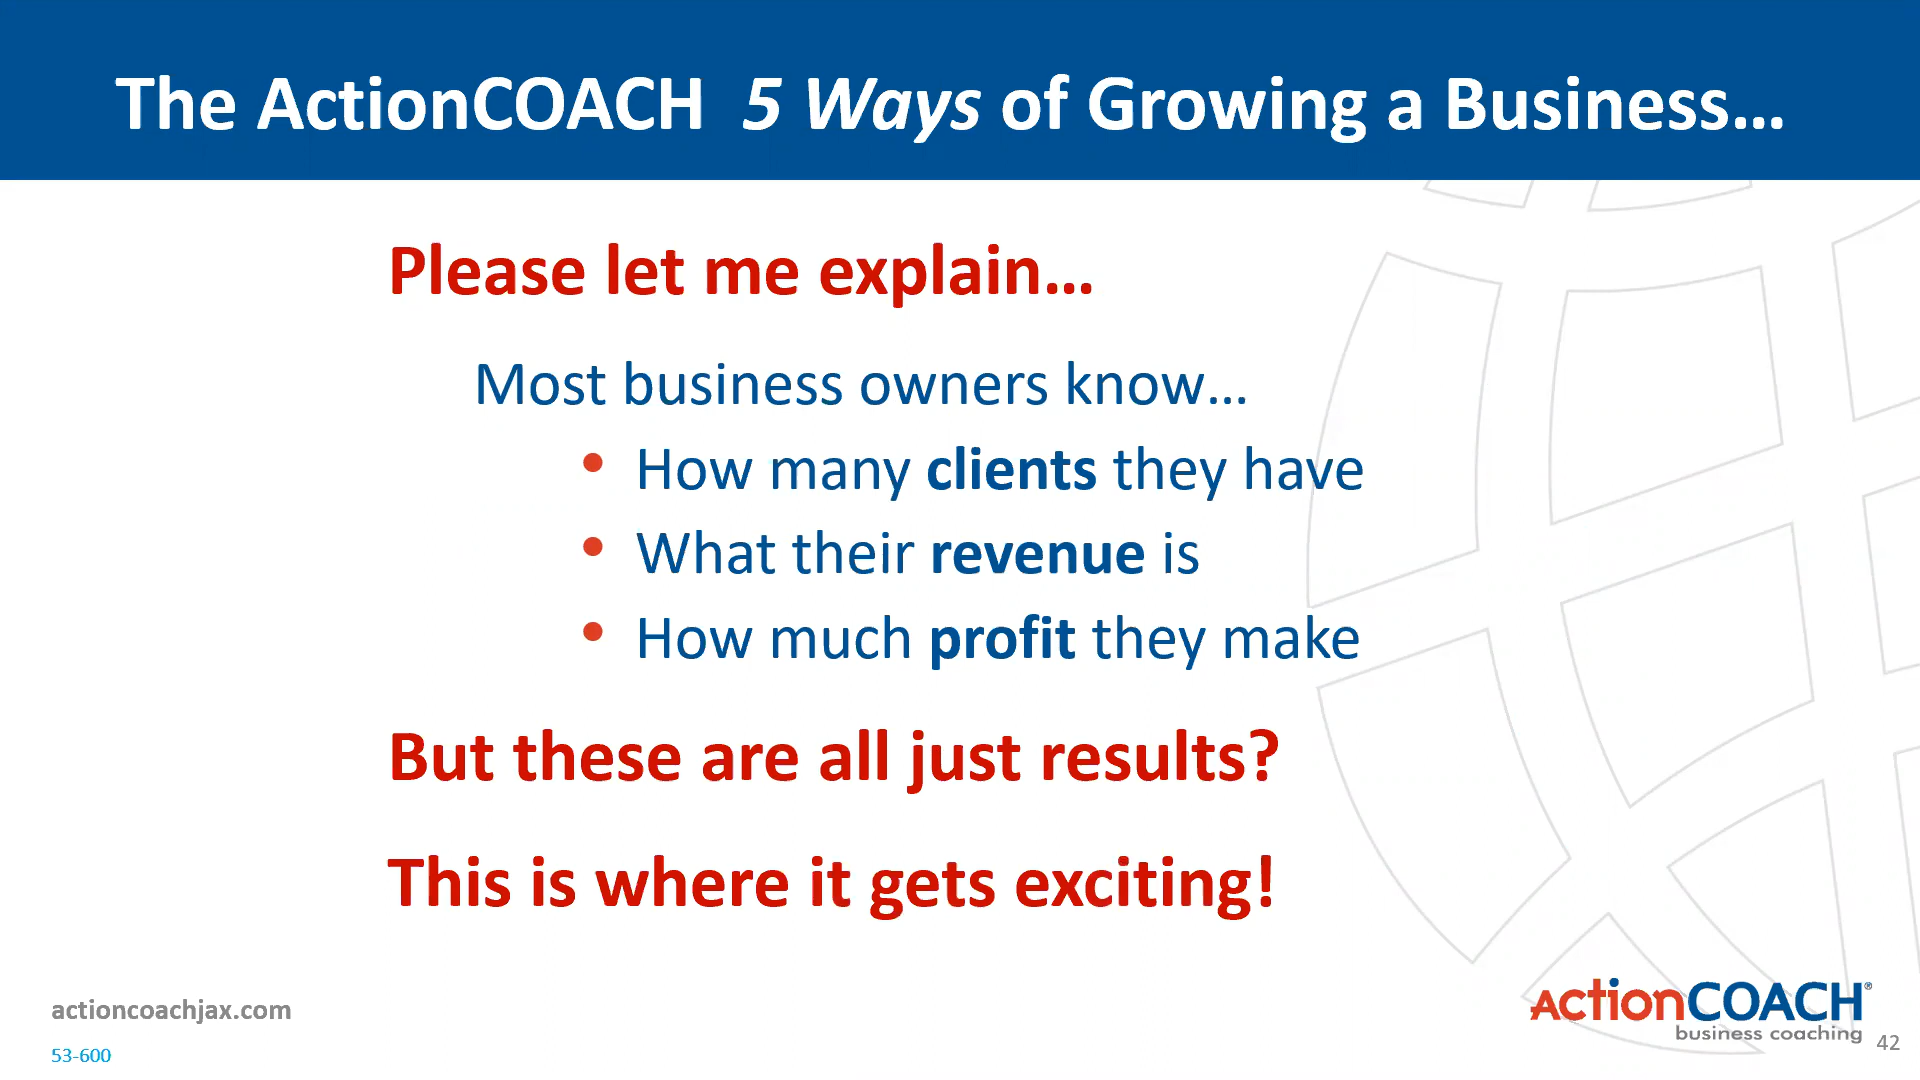 The ActionCOACH 5 Ways of Growing a Business...
Please let me explain...
Most business owners know...
• How many clients they have
• What their revenue is
• How much profit they make
But these are all just results?
This is where it gets exciting!
actioncoachjax.com
53-600
ActionCOACH®
business coaching
42